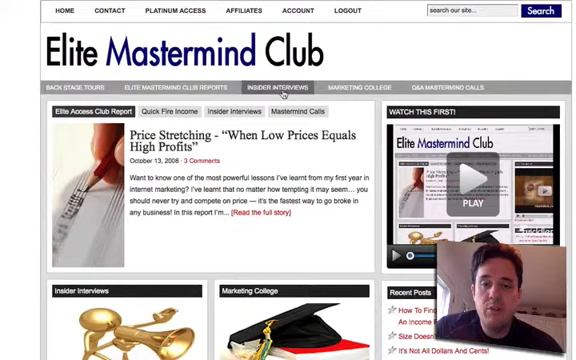 HOME CONTACT PLATINUM ACCESS AFFILIATES ACCOUNT LOGOUT
search our site... Search
Elite Mastermind Club
BACK STAGE TOURS ELITE MASTERMIND CLUB REPORTS INSIDER INTERVIEWS MARKETING COLLEGE Q&A MASTERMIND CALLS
Elite Access Club Report Quick Fire Income Insider Interviews Mastermind Calls
Price Stretching - “When Low Prices Equals
High Profits”
October 13, 2008 · 3 Comments
Want to know one of the most powerful lessons I've learnt from my first year in
internet marketing? I've learnt that no matter how tempting it may seem… you
should never try and compete on price — it's the fastest way to go broke in
any business! In this report I'm... [Read the full story]
WATCH THIS FIRST!
Elite Mastermind Club
PLAY
Insider Interviews
Marketing College
Recent Posts
How To Find
An Income
Size Doesn't
It's Not All Dollars And Cents!